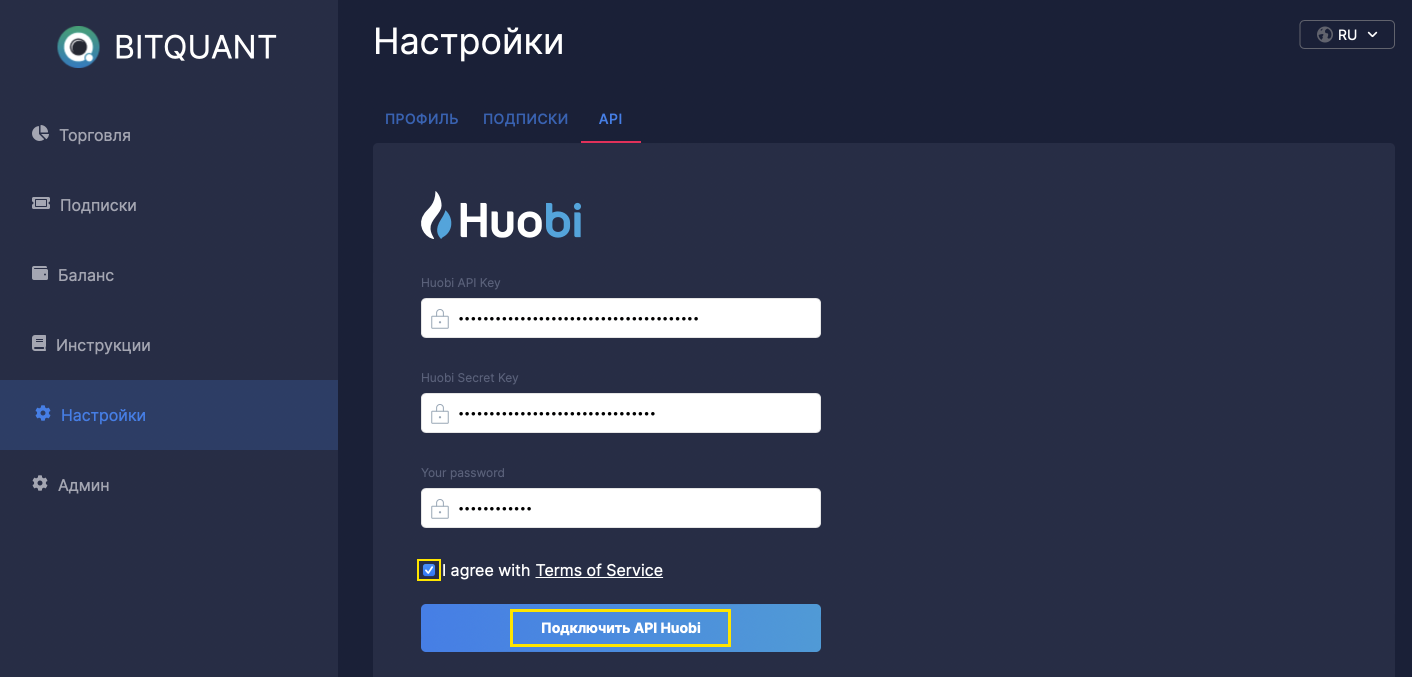 BITQUANT
Торговля
Подписки
Баланс
Инструкции
Настройки
Админ
Настройки
RU
ПРОФИЛЬ ПОДПИСКИ API
Huobi
Huobi API Key
Huobi Secret Key
Your password
I agree with Terms of Service
Подключить API Huobi